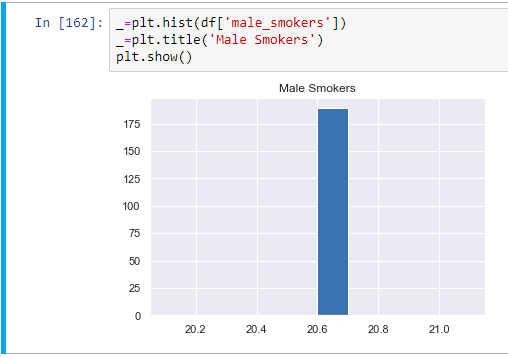 In [162]: _=plt.hist(df['male_smokers'])
_=plt.title('Male Smokers')
plt.show()
Male Smokers
175
150
125
100
75
50
25
0
20.2 20.4 20.6 20.8 21.0